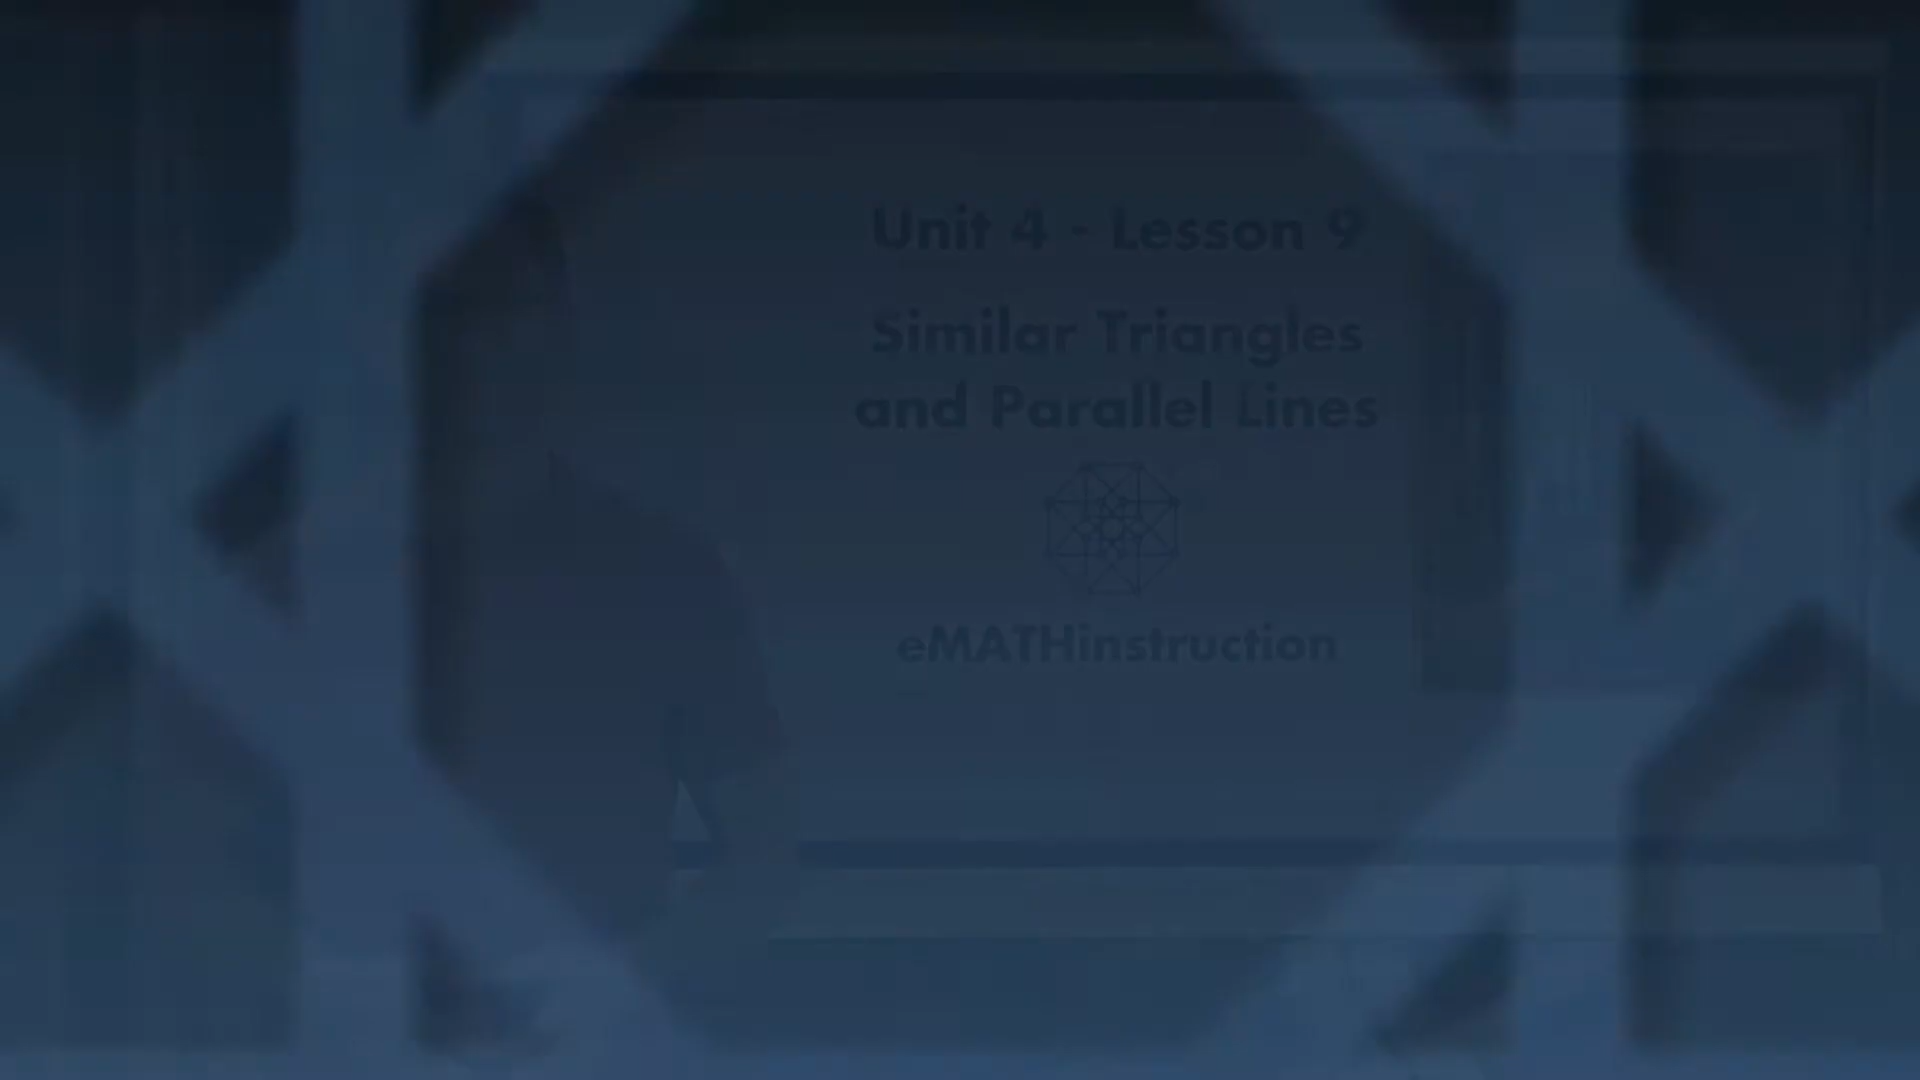 Unit 4 - Lesson 9
Similar Triangles
and Parallel Lines
eMATHinstruction